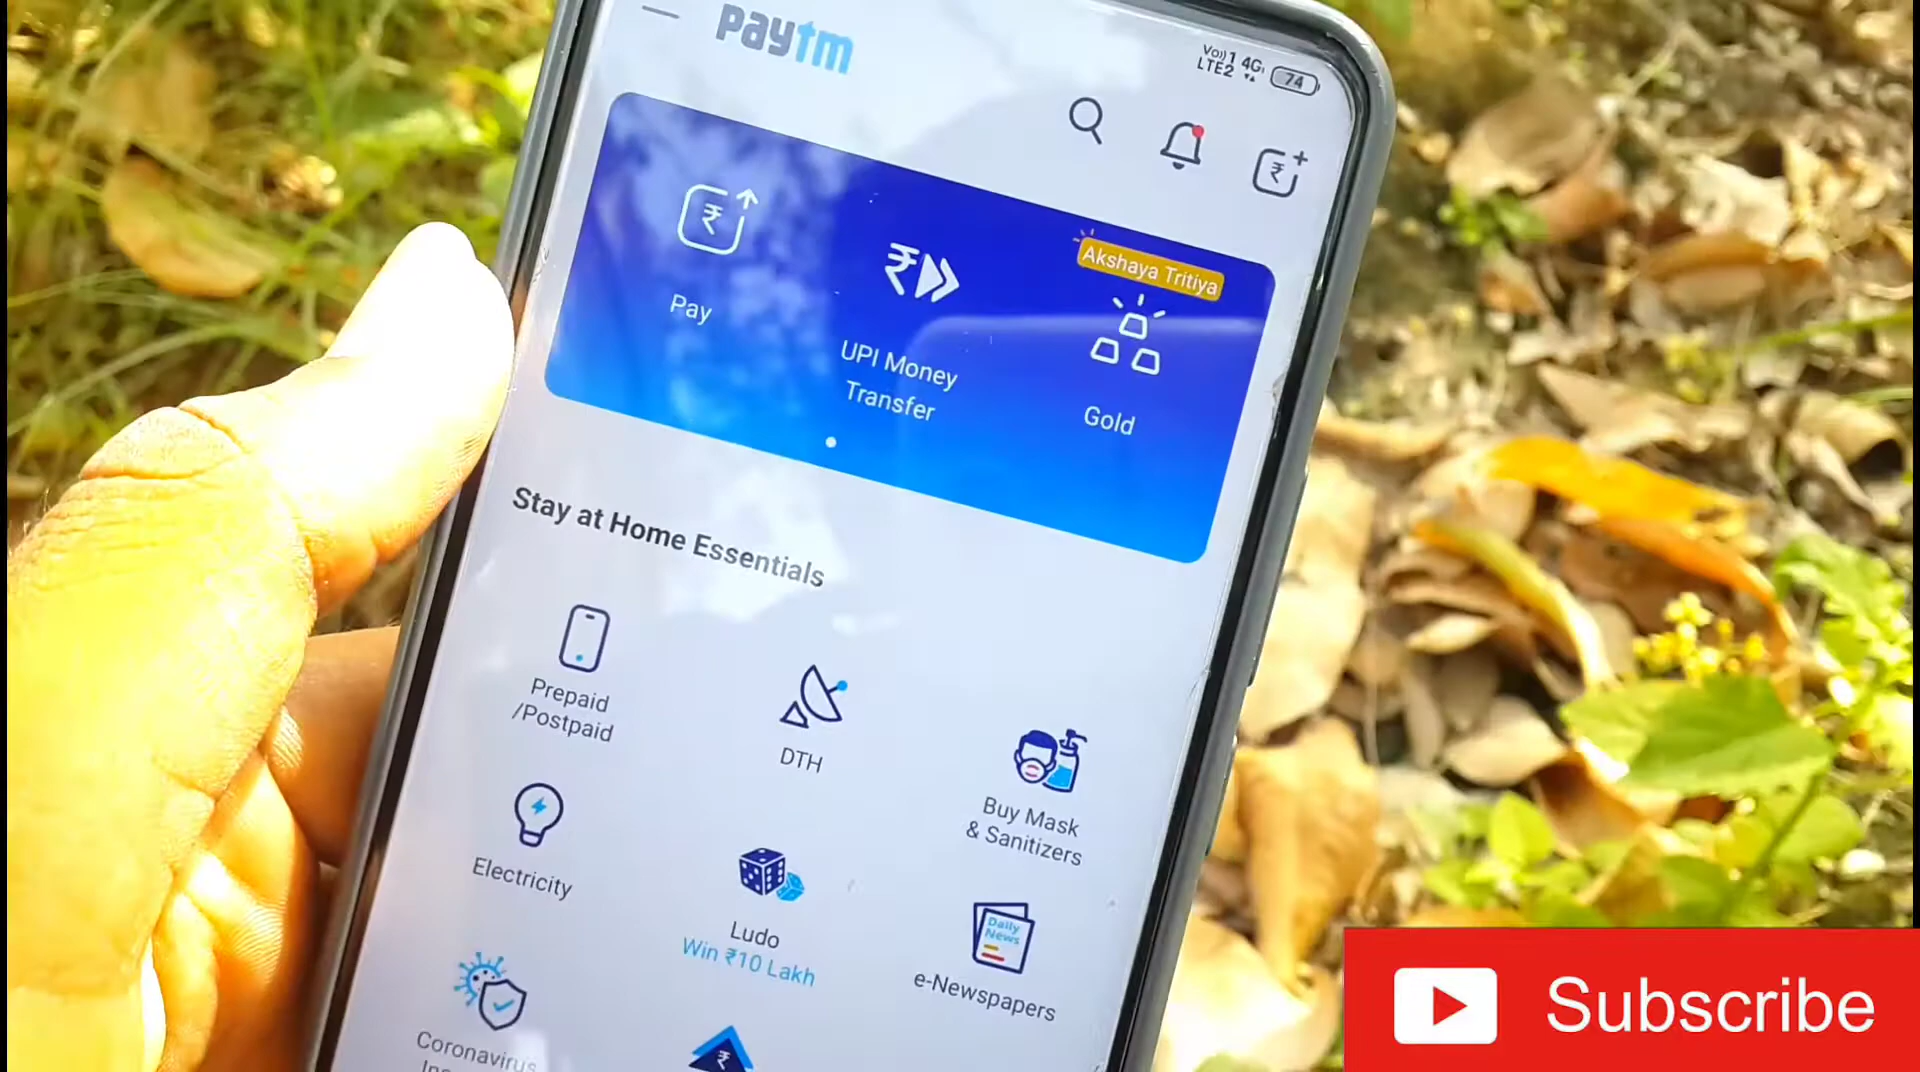 paytm
Vo)) 1 4G
LTE2
74
Akshaya Tritiya
Pay
UPI Money
Transfer
Gold
Stay at Home Essentials
Prepaid
/Postpaid
DTH
Buy Mask
& Sanitizers
Electricity
Ludo
Win ₹10 Lakh
Daily
News
e-Newspapers
Coronavirus
Subscribe